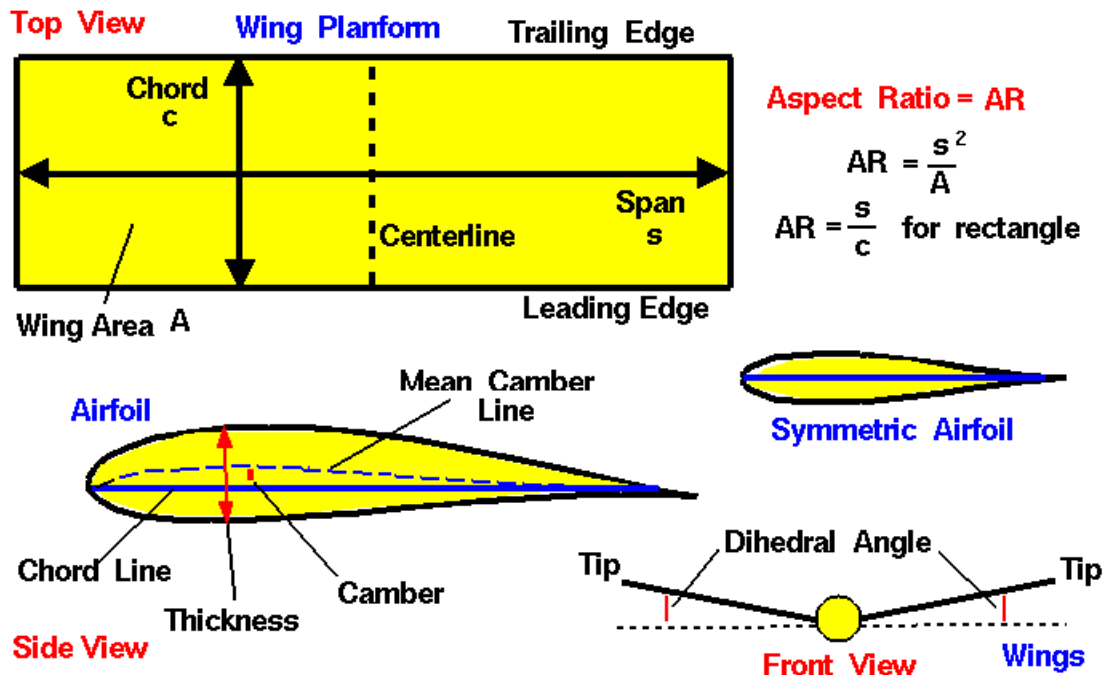 Top View
Wing Planform
Trailing Edge
Chord
c
Span
s
Centerline
Wing Area A
Leading Edge
Aspect Ratio = AR
AR = s²/A
AR = s/c for rectangle
Airfoil
Mean Camber
Line
Symmetric Airfoil
Chord Line
Camber
Thickness
Side View
Dihedral Angle
Tip
Tip
Front View
Wings